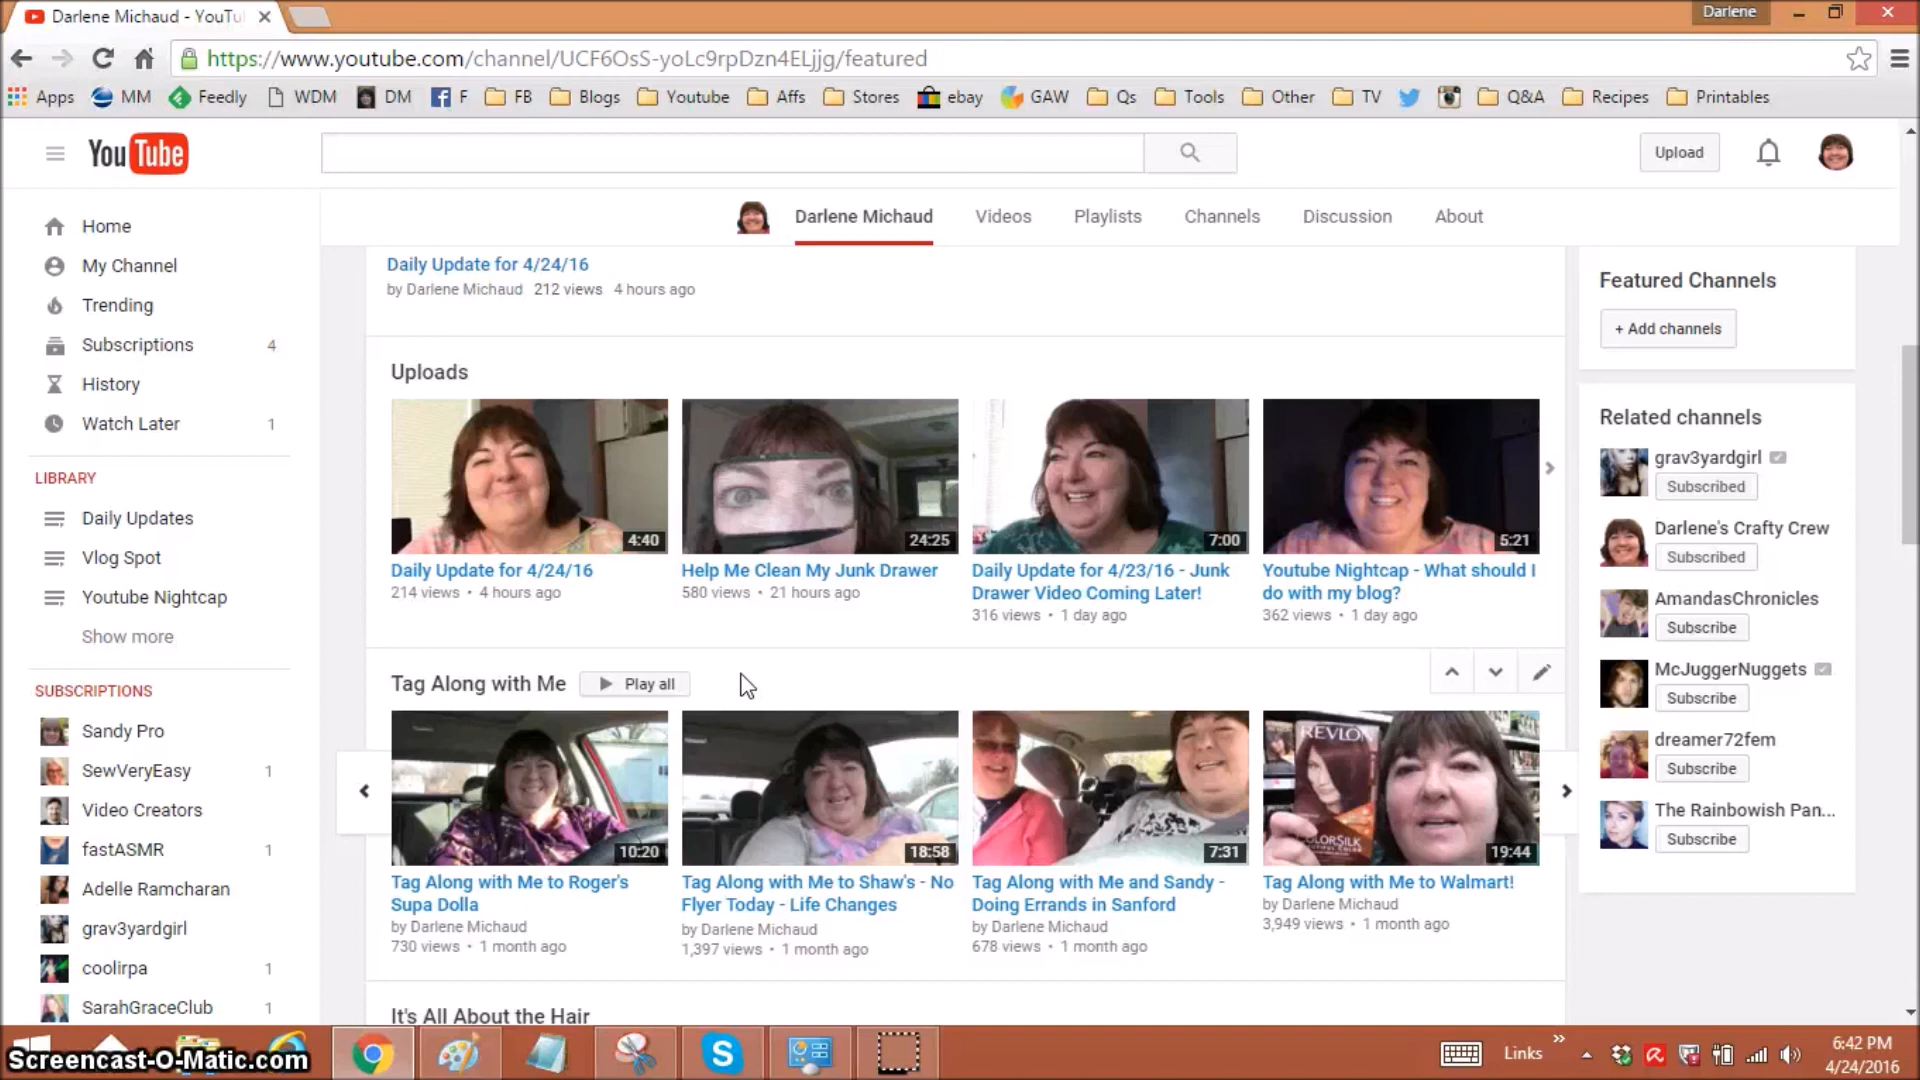 Darlene Michaud - YouTu
Darlene
https://www.youtube.com/channel/UCF6OsS-yoLc9rpDzn4ELjjg/featured
Apps MM Feedly WDM DM F FB Blogs Youtube Affs Stores ebay GAW Qs Tools Other TV Q&A Recipes Printables
YouTube
Upload
Darlene Michaud Videos Playlists Channels Discussion About
Home
My Channel
Trending
Subscriptions 4
History
Watch Later 1
LIBRARY
Daily Updates
Vlog Spot
Youtube Nightcap
Show more
SUBSCRIPTIONS
Sandy Pro
SewVeryEasy 1
Video Creators
fastASMR 1
Adelle Ramcharan
grav3yardgirl
coolirpa 1
SarahGraceClub 1
Daily Update for 4/24/16
by Darlene Michaud 212 views 4 hours ago
Uploads
4:40
Daily Update for 4/24/16
214 views • 4 hours ago
24:25
Help Me Clean My Junk Drawer
580 views • 21 hours ago
7:00
Daily Update for 4/23/16 - Junk
Drawer Video Coming Later!
316 views • 1 day ago
5:21
Youtube Nightcap - What should I
do with my blog?
362 views • 1 day ago
Tag Along with Me Play all
10:20
Tag Along with Me to Roger's
Supa Dolla
by Darlene Michaud
730 views • 1 month ago
18:58
Tag Along with Me to Shaw's - No
Flyer Today - Life Changes
by Darlene Michaud
1,397 views • 1 month ago
7:31
Tag Along with Me and Sandy -
Doing Errands in Sanford
by Darlene Michaud
678 views • 1 month ago
REVLON
COLORSILK
19:44
Tag Along with Me to Walmart!
by Darlene Michaud
3,949 views • 1 month ago
It's All About the Hair
Featured Channels
+ Add channels
Related channels
grav3yardgirl
Subscribed
Darlene's Crafty Crew
Subscribed
AmandasChronicles
Subscribe
McJuggerNuggets
Subscribe
dreamer72fem
Subscribe
The Rainbowish Pan...
Subscribe
Screencast-O-Matic.com
Links
6:42 PM
4/24/2016